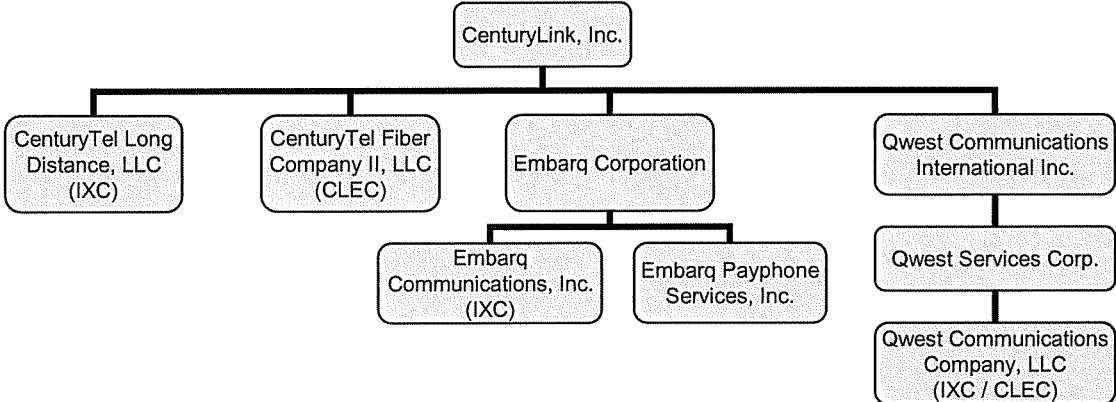 CenturyLink, Inc.
CenturyTel Long
Distance, LLC
(IXC)
CenturyTel Fiber
Company II, LLC
(CLEC)
Embarq Corporation
Qwest Communications
International Inc.
Embarq
Communications, Inc.
(IXC)
Embarq Payphone
Services, Inc.
Qwest Services Corp.
Qwest Communications
Company, LLC
(IXC / CLEC)